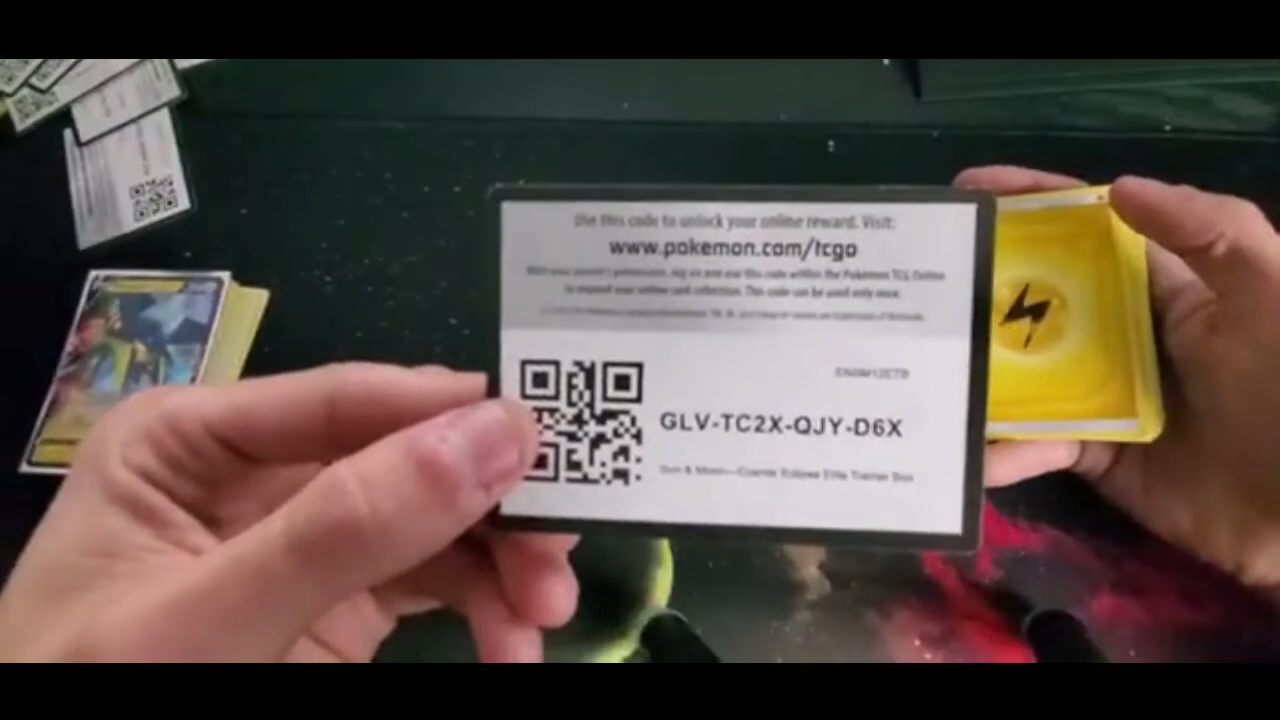 Use this code to unlock your online reward. Visit:
www.pokemon.com/tcgo
With your parent's permission, log on and use this code within the Pokémon TCG Online
to expand your online card collection. This code can be used only once.
ENSM12ETB
GLV-TC2X-QJY-D6X
Sun & Moon—Cosmic Eclipse Elite Trainer Box